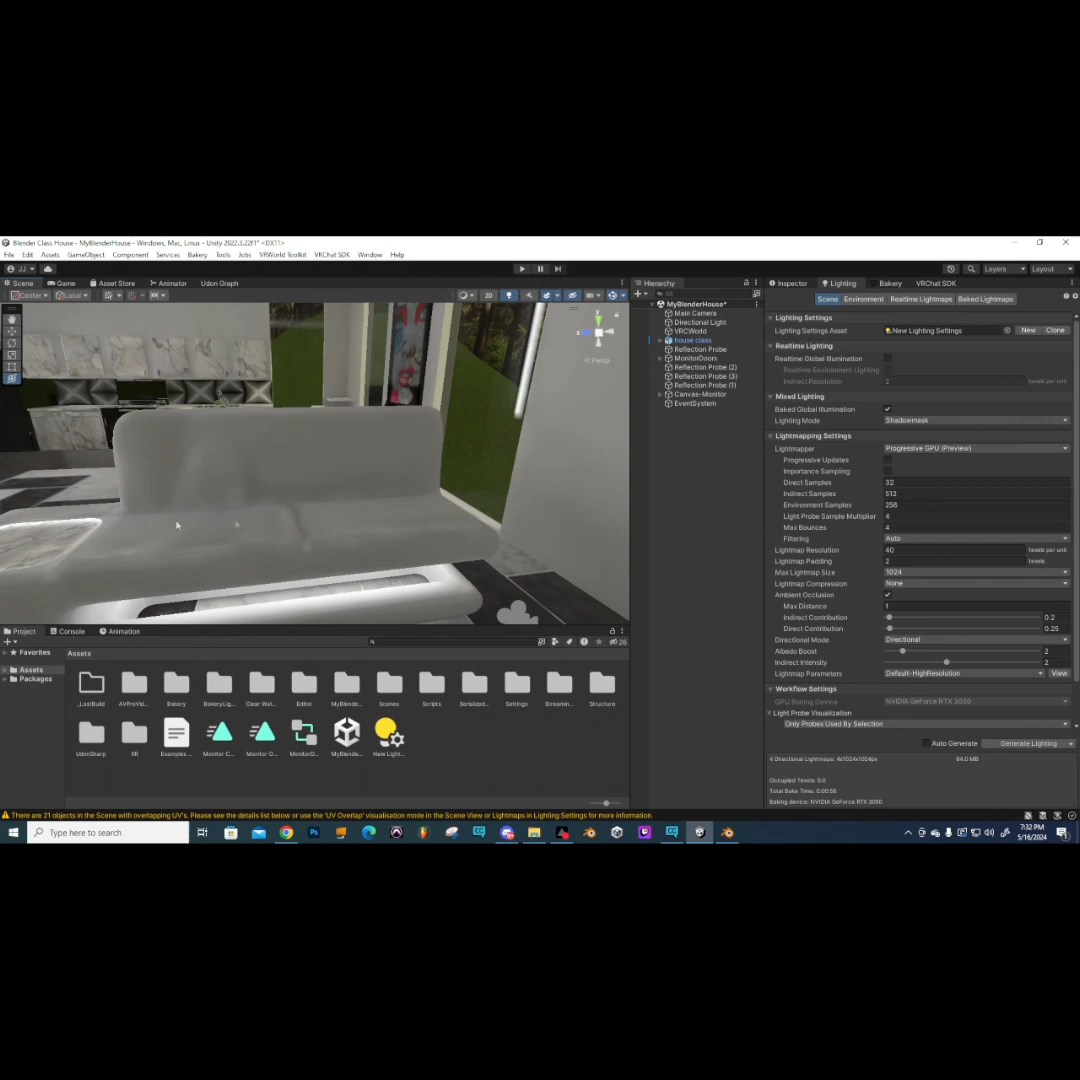 Blender Class House - MyBlenderHouse - Windows, Mac, Linux - Unity 2022.3.22f1* <DX11>
File Edit Assets GameObject Component Services Bakery Tools Jobs VRWorld Toolkit VRChat SDK Window Help
JJ
Layers
Layout
Scene Game Asset Store Animator Udon Graph
Center Local
2D
Persp
Hierarchy
All
MyBlenderHouse*
Main Camera
Directional Light
VRCWorld
house class
Reflection Probe
MonitorDoors
Reflection Probe (2)
Reflection Probe (3)
Reflection Probe (1)
Canvas-Monitor
EventSystem
Inspector Lighting Bakery VRChat SDK
Scene Environment Realtime Lightmaps Baked Lightmaps
Lighting Settings
Lighting Settings Asset New Lighting Settings New Clone
Realtime Lighting
Realtime Global Illumination
Realtime Environment Lighting
Indirect Resolution 2 texels per unit
Mixed Lighting
Baked Global Illumination
Lighting Mode Shadowmask
Lightmapping Settings
Lightmapper Progressive GPU (Preview)
Progressive Updates
Importance Sampling
Direct Samples 32
Indirect Samples 512
Environment Samples 256
Light Probe Sample Multiplier 4
Max Bounces 4
Filtering Auto
Lightmap Resolution 40 texels per unit
Lightmap Padding 2 texels
Max Lightmap Size 1024
Lightmap Compression None
Ambient Occlusion
Max Distance 1
Indirect Contribution 0.2
Direct Contribution 0.25
Directional Mode Directional
Albedo Boost 2
Indirect Intensity 2
Lightmap Parameters Default-HighResolution View
Workflow Settings
GPU Baking Device NVIDIA GeForce RTX 3050
Light Probe Visualization
Only Probes Used By Selection
Auto Generate Generate Lighting
4 Directional Lightmaps: 4x1024x1024px 64.0 MB
Occupied Texels: 0.0
Total Bake Time: 0:00:56
Baking device: NVIDIA GeForce RTX 3050
Project Console Animation
26
Favorites
Assets
Packages
Assets
_LastBuild AVProVid... Bakery BakeryLig... Clear Wat... Editor MyBlende... Scenes Scripts Serialized... Settings Streamin... Structure
UdonSharp XR Examples... Monitor C... Monitor O... MonitorD... MyBlende... New Light...
There are 21 objects in the Scene with overlapping UV's. Please see the details list below or use the 'UV Overlap' visualisation mode in the Scene View or Lightmaps in Lighting Settings for more information.
Type here to search
7:32 PM
5/16/2024